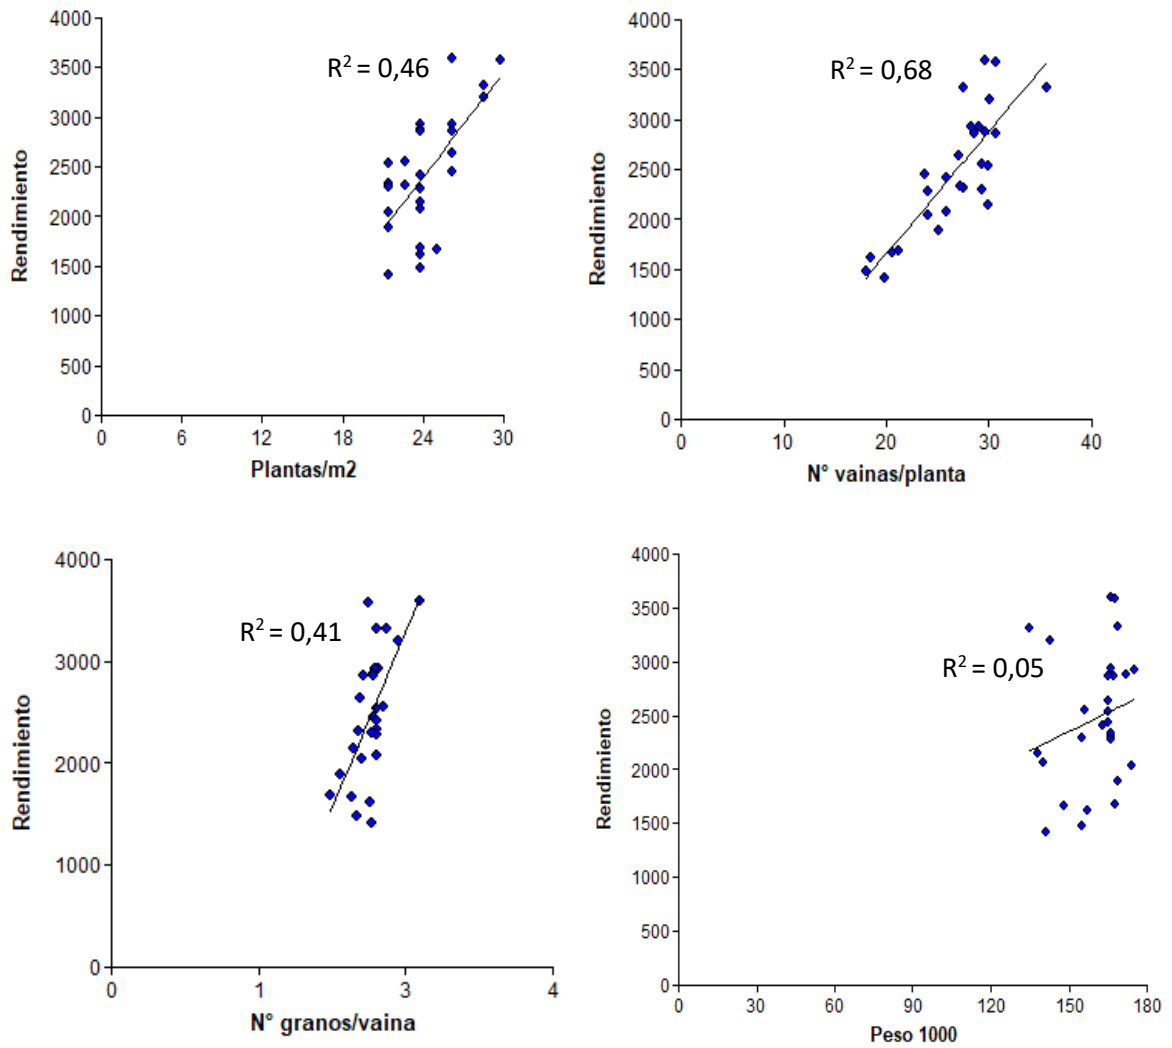 4000
3500
3000
2500
2000
1500
1000
500
0
Rendimiento
R² = 0,46
0 6 12 18 24 30
Plantas/m2
4000
3500
3000
2500
2000
1500
1000
500
0
Rendimiento
R² = 0,68
0 10 20 30 40
N° vainas/planta
4000
3000
2000
1000
0
Rendimiento
R² = 0,41
0 1 3 4
N° granos/vaina
4000
3500
3000
2500
2000
1500
1000
500
0
Rendimiento
R² = 0,05
0 30 60 90 120 150 180
Peso 1000